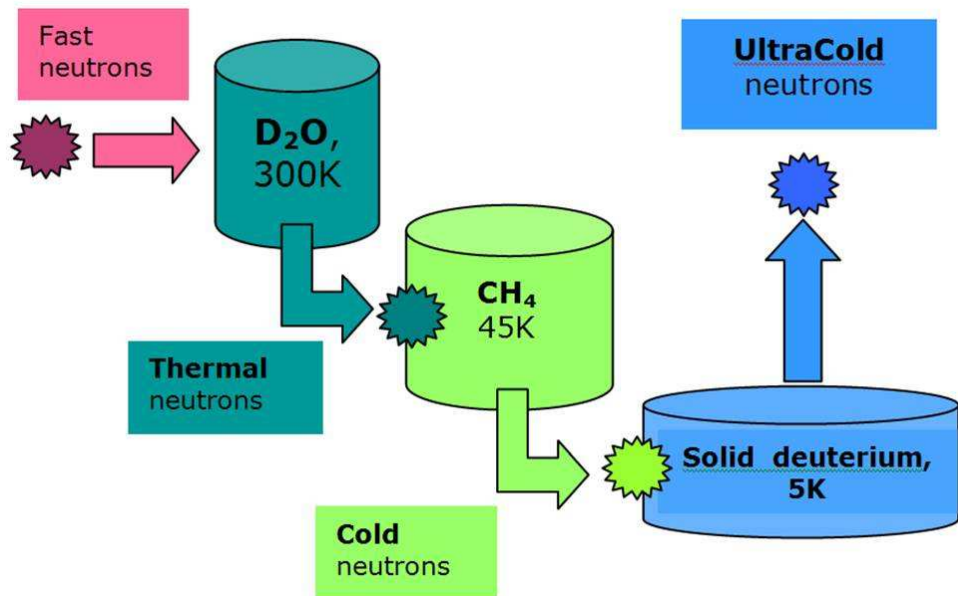 Fast
neutrons
D₂O,
300K
UltraCold
neutrons
CH₄
45K
Thermal
neutrons
Solid deuterium,
5K
Cold
neutrons